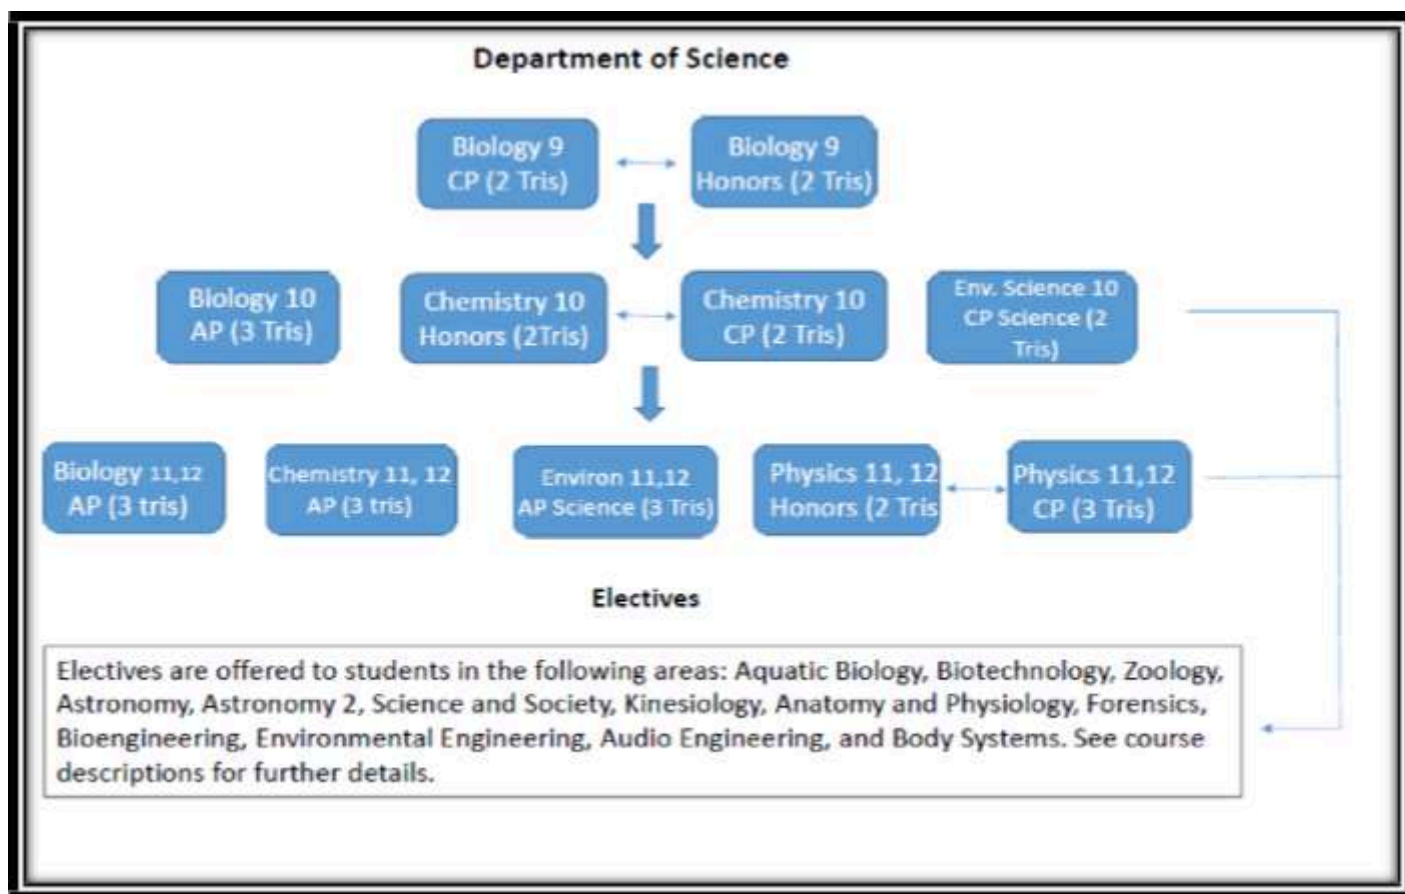 Department of Science
Biology 9
CP (2 Tris)
Biology 9
Honors (2 Tris)
Biology 10
AP (3 Tris)
Chemistry 10
Honors (2Tris)
Chemistry 10
CP (2 Tris)
Env. Science 10
CP Science (2
Tris)
Biology 11,12
AP (3 tris)
Chemistry 11, 12
AP (3 tris)
Environ 11,12
AP Science (3 Tris)
Physics 11, 12
Honors (2 Tris
Physics 11,12
CP (3 Tris)
Electives
Electives are offered to students in the following areas: Aquatic Biology, Biotechnology, Zoology,
Astronomy, Astronomy 2, Science and Society, Kinesiology, Anatomy and Physiology, Forensics,
Bioengineering, Environmental Engineering, Audio Engineering, and Body Systems. See course
descriptions for further details.